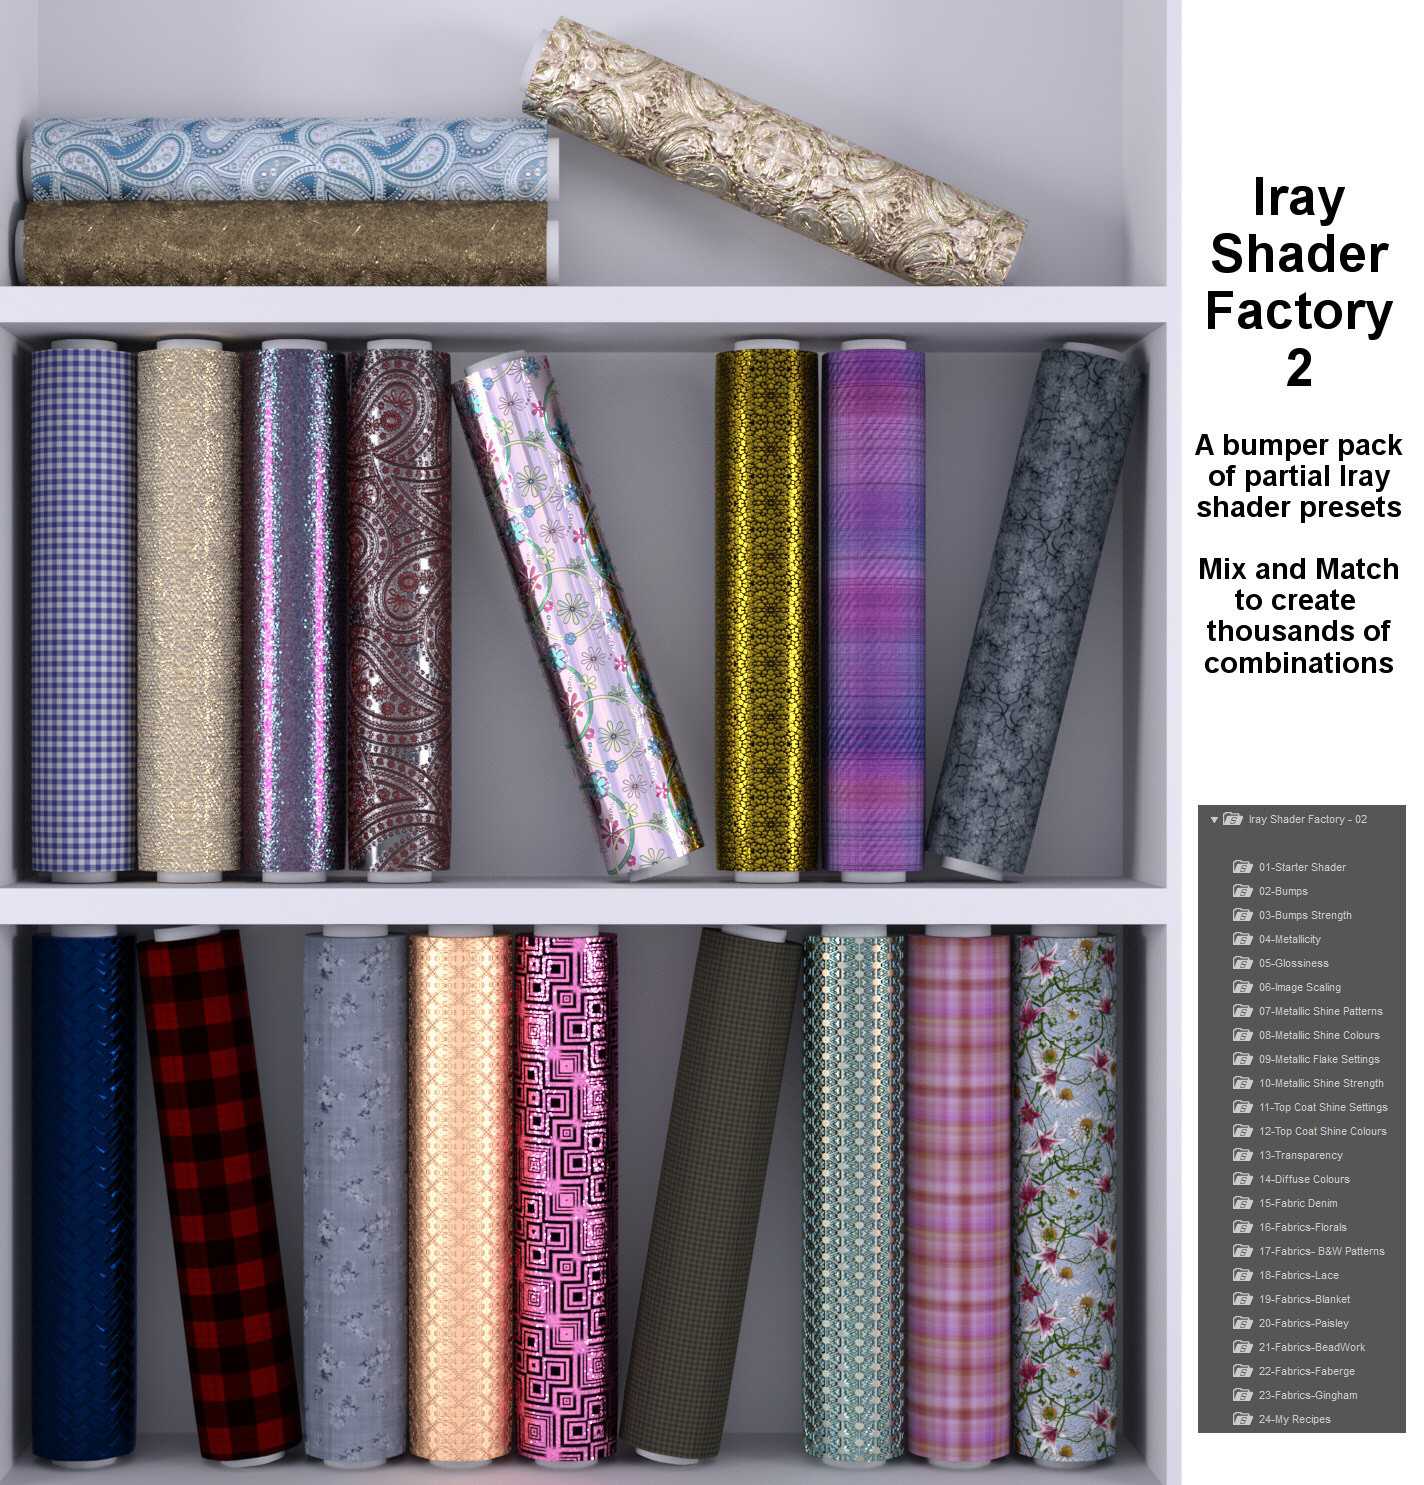 Iray
Shader
Factory
2
A bumper pack
of partial Iray
shader presets
Mix and Match
to create
thousands of
combinations
Iray Shader Factory - 02
01-Starter Shader
02-Bumps
03-Bumps Strength
04-Metallicity
05-Glossiness
06-Image Scaling
07-Metallic Shine Patterns
08-Metallic Shine Colours
09-Metallic Flake Settings
10-Metallic Shine Strength
11-Top Coat Shine Settings
12-Top Coat Shine Colours
13-Transparency
14-Diffuse Colours
15-Fabric Denim
16-Fabrics-Florals
17-Fabrics- B&W Patterns
18-Fabrics-Lace
19-Fabrics-Blanket
20-Fabrics-Paisley
21-Fabrics-BeadWork
22-Fabrics-Faberge
23-Fabrics-Gingham
24-My Recipes